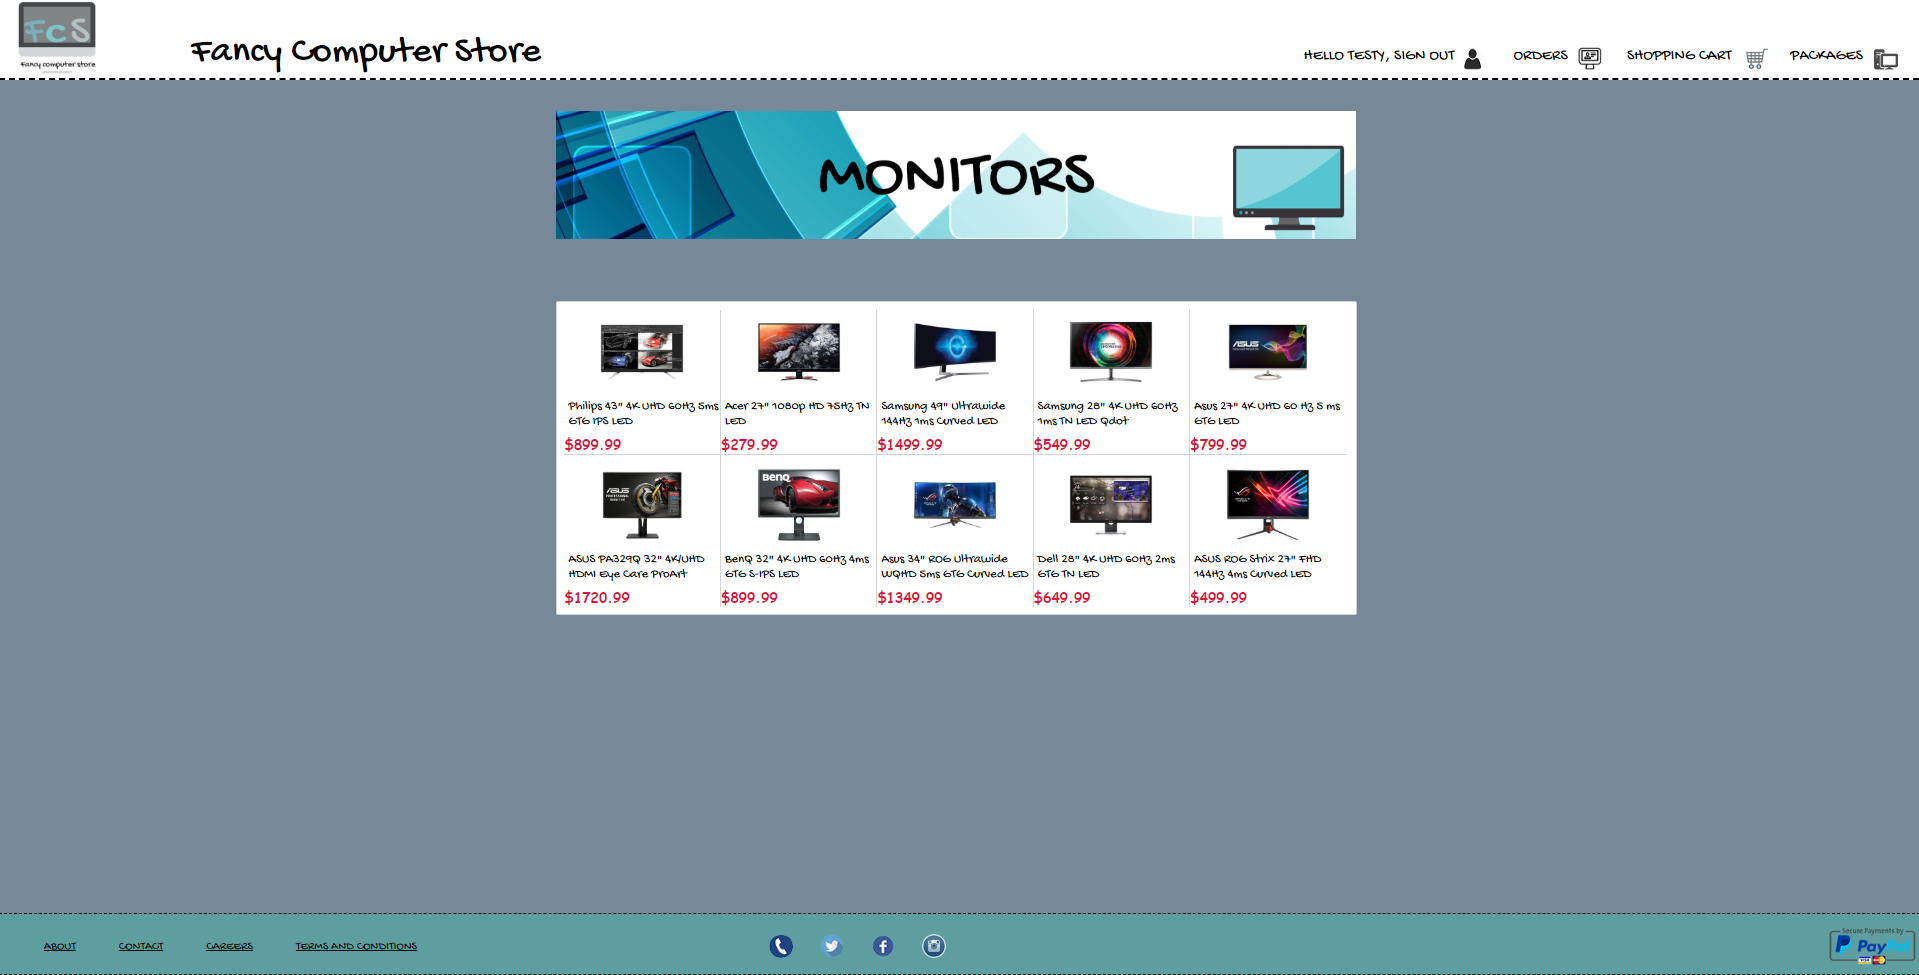 FcS
Fancy computer store
Fancy Computer Store
HELLO TESTY, SIGN OUT
ORDERS
SHOPPING CART
PACKAGES
MONITORS
Philips 43" 4K UHD 60Hz 5ms
GTG IPS LED
$899.99
Acer 27" 1080p HD 75Hz TN
LED
$279.99
Samsung 49" Ultrawide
144Hz 1ms Curved LED
$1499.99
Samsung 28" 4K UHD 60Hz
1ms TN LED Qdot
$549.99
ASUS
Asus 27" 4K UHD 60 Hz 5 ms
GTG LED
$799.99
ASUS
ASUS PA329Q 32" 4K/UHD
HDMI Eye Care ProArt
$1720.99
BenQ
BenQ 32" 4K UHD 60Hz 4ms
GTG S-IPS LED
$899.99
Asus 34" ROG Ultrawide
WQHD 5ms GTG Curved LED
$1349.99
Dell 28" 4K UHD 60Hz 2ms
GTG TN LED
$649.99
ASUS ROG Strix 27" FHD
144Hz 4ms Curved LED
$499.99
ABOUT
CONTACT
CAREERS
TERMS AND CONDITIONS
Secure Payments by
PayPal
VISA